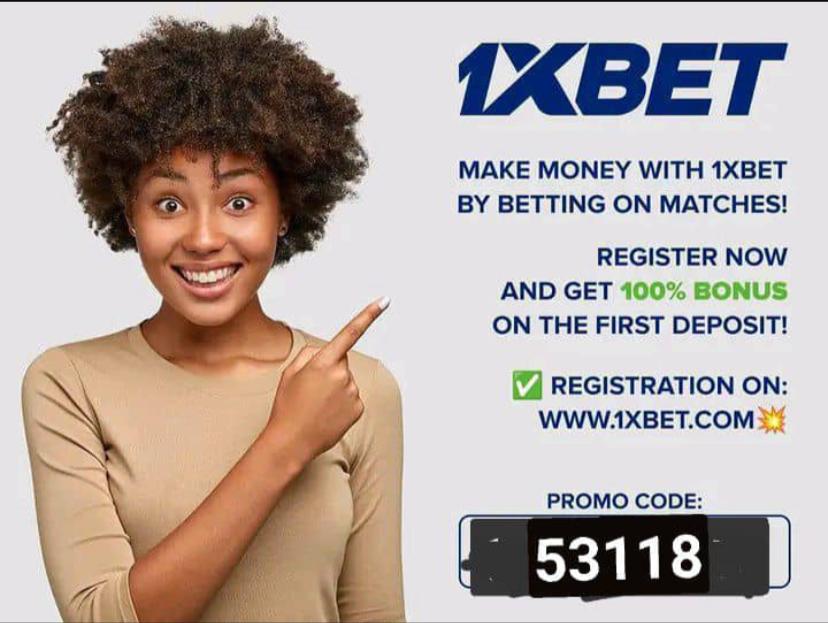 1XBET
MAKE MONEY WITH 1XBET
BY BETTING ON MATCHES!
REGISTER NOW
AND GET 100% BONUS
ON THE FIRST DEPOSIT!
✅ REGISTRATION ON:
WWW.1XBET.COM💥
PROMO CODE:
53118